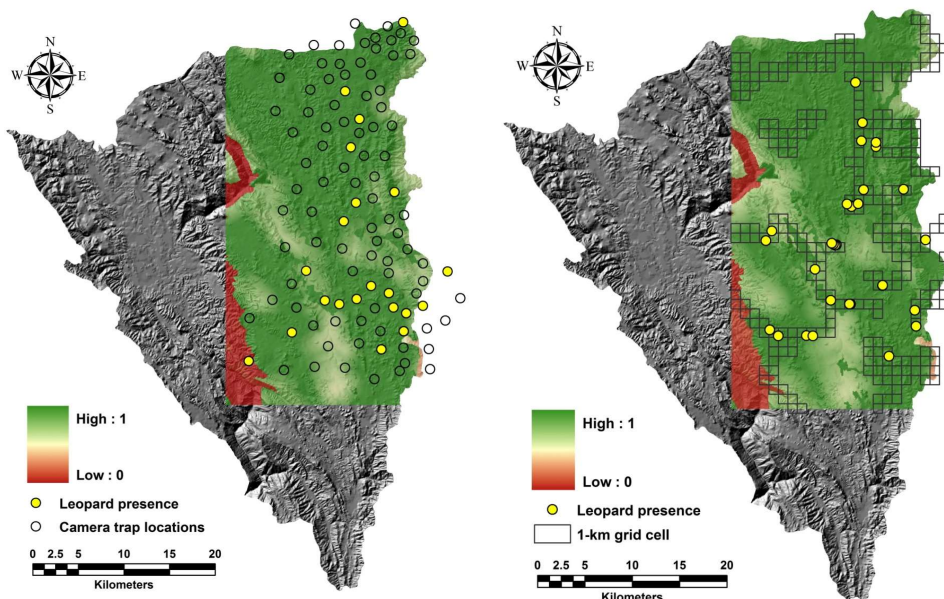 N
W E
S
High : 1
Low : 0
Leopard presence
Camera trap locations
0 2.5 5 10 15 20
Kilometers
N
W E
S
High : 1
Low : 0
Leopard presence
1-km grid cell
0 2.5 5 10 15 20
Kilometers